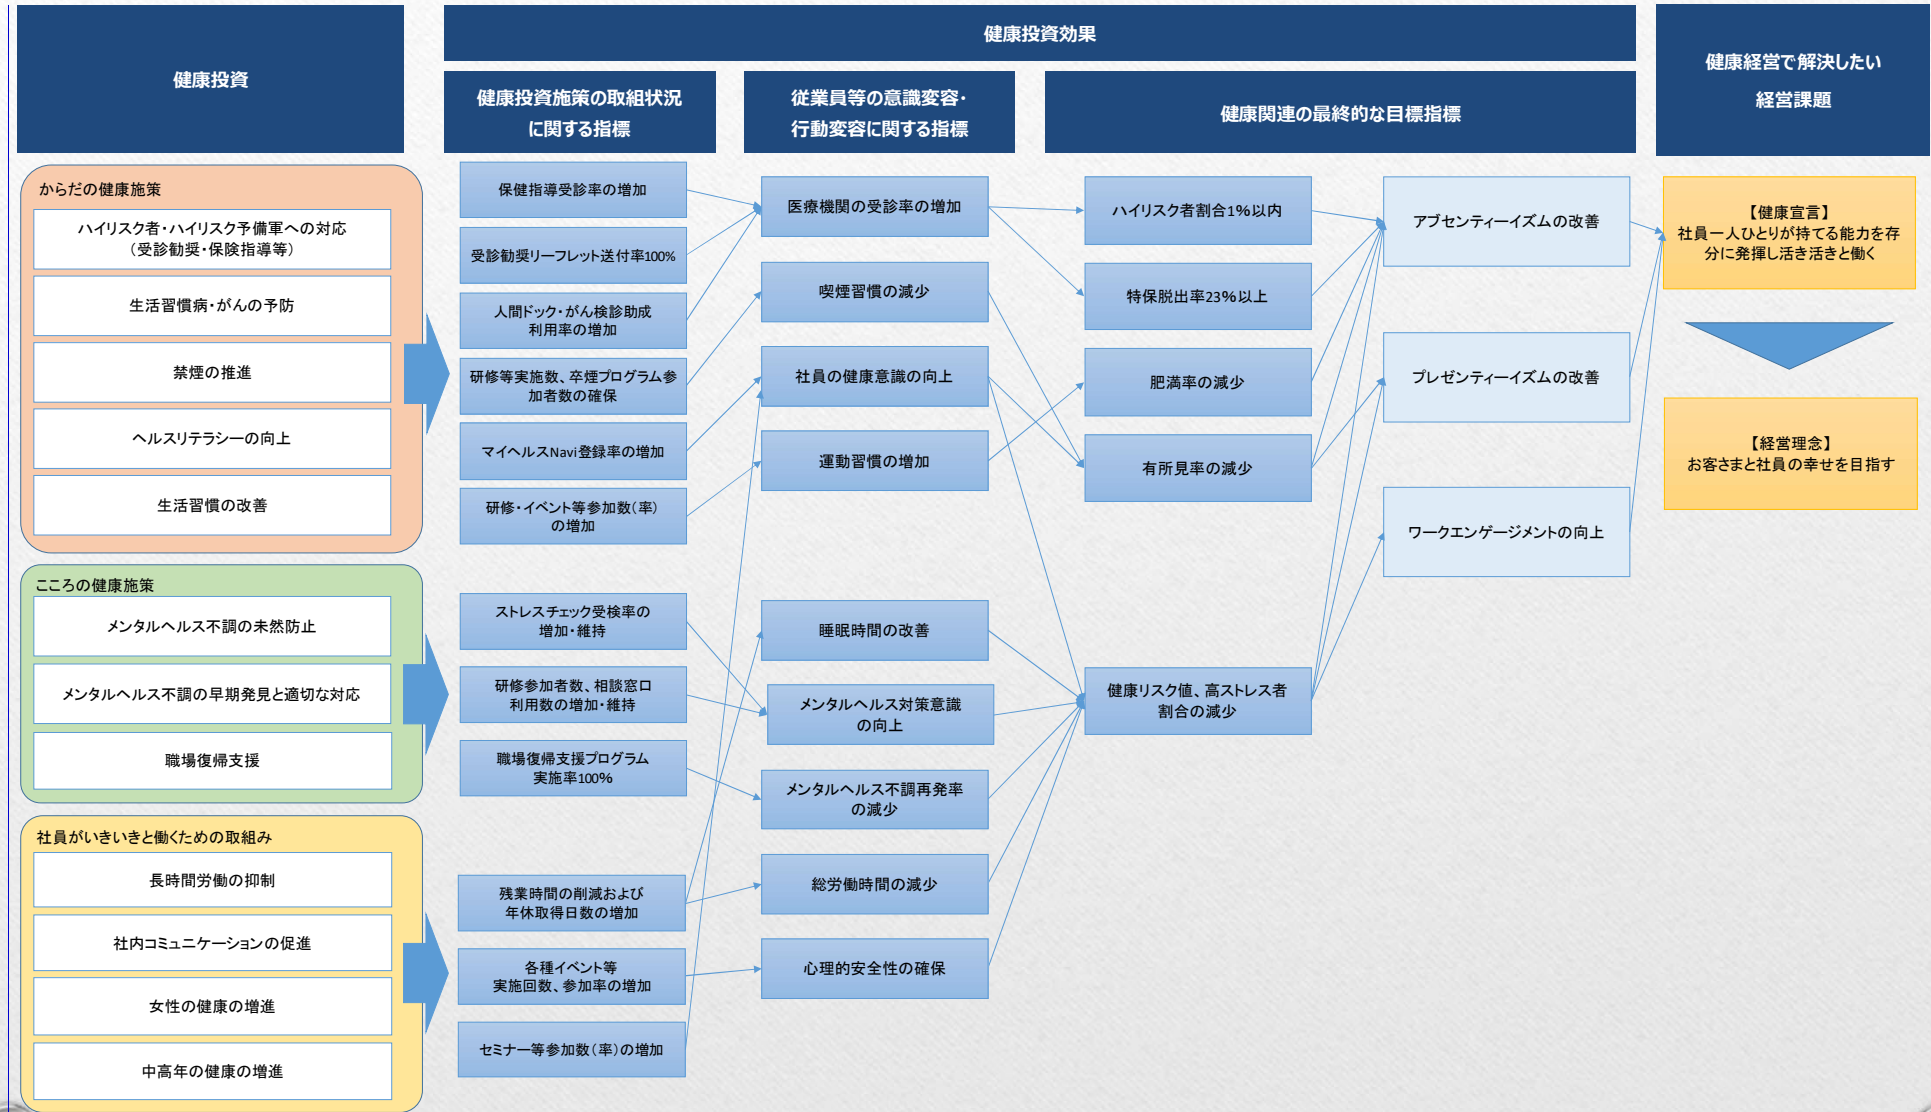 健康投資
健康投資効果
健康経営で解決したい
経営課題
健康投資施策の取組状況
に関する指標
従業員等の意識変容・
行動変容に関する指標
健康関連の最終的な目標指標
からだの健康施策
ハイリスク者・ハイリスク予備軍への対応
（受診勧奨・保険指導等）
生活習慣病・がんの予防
禁煙の推進
ヘルスリテラシーの向上
生活習慣の改善
こころの健康施策
メンタルヘルス不調の未然防止
メンタルヘルス不調の早期発見と適切な対応
職場復帰支援
社員がいきいきと働くための取組み
長時間労働の抑制
社内コミュニケーションの促進
女性の健康の増進
中高年の健康の増進
保健指導受診率の増加
受診勧奨リーフレット送付率100%
人間ドック・がん検診助成
利用率の増加
研修等実施数、卒煙プログラム参
加者数の確保
マイヘルスNavi登録率の増加
研修・イベント等参加数（率）
の増加
ストレスチェック受検率の
増加・維持
研修参加者数、相談窓口
利用数の増加・維持
職場復帰支援プログラム
実施率100%
残業時間の削減および
年休取得日数の増加
各種イベント等
実施回数、参加率の増加
セミナー等参加数（率）の増加
医療機関の受診率の増加
喫煙習慣の減少
社員の健康意識の向上
運動習慣の増加
睡眠時間の改善
メンタルヘルス対策意識
の向上
メンタルヘルス不調再発率
の減少
総労働時間の減少
心理的安全性の確保
ハイリスク者割合1％以内
特保脱出率23％以上
肥満率の減少
有所見率の減少
健康リスク値、高ストレス者
割合の減少
アブセンティーイズムの改善
プレゼンティーイズムの改善
ワークエンゲージメントの向上
【健康宣言】
社員一人ひとりが持てる能力を存
分に発揮し活き活きと働く
【経営理念】
お客さまと社員の幸せを目指す